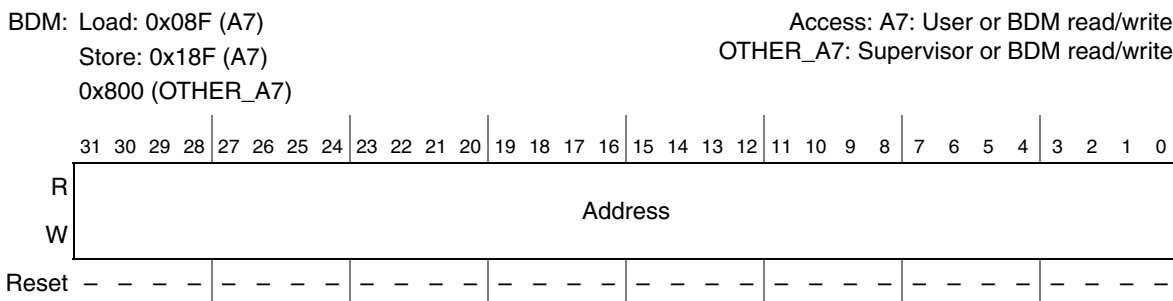 BDM: Load: 0x08F (A7) Access: A7: User or BDM read/write
Store: 0x18F (A7) OTHER_A7: Supervisor or BDM read/write
0x800 (OTHER_A7)
31 30 29 28 27 26 25 24 23 22 21 20 19 18 17 16 15 14 13 12 11 10 9 8 7 6 5 4 3 2 1 0
R
Address
W
Reset – – – – – – – – – – – – – – – – – – – – – – – – – – – – – – – –